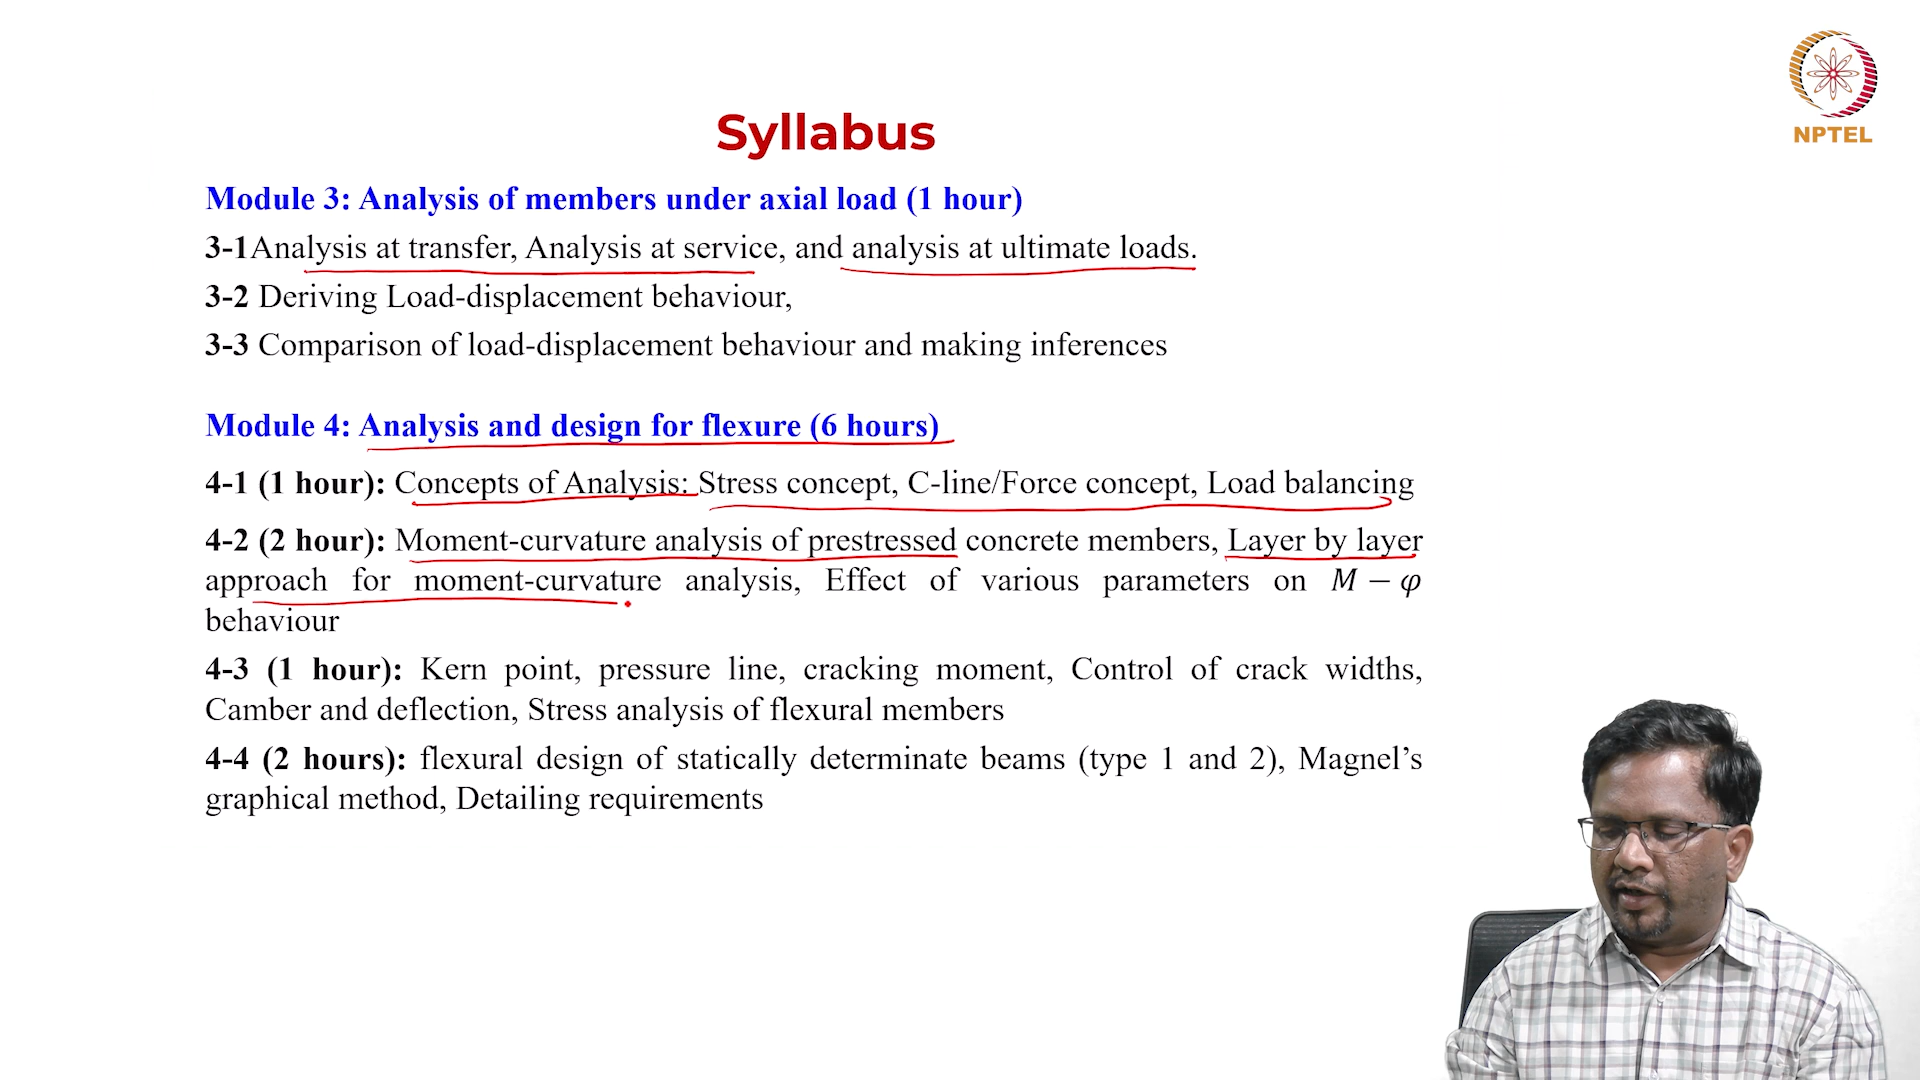 NPTEL
Syllabus
Module 3: Analysis of members under axial load (1 hour)
3-1Analysis at transfer, Analysis at service, and analysis at ultimate loads.
3-2 Deriving Load-displacement behaviour,
3-3 Comparison of load-displacement behaviour and making inferences
Module 4: Analysis and design for flexure (6 hours)
4-1 (1 hour): Concepts of Analysis: Stress concept, C-line/Force concept, Load balancing
4-2 (2 hour): Moment-curvature analysis of prestressed concrete members, Layer by layer
approach for moment-curvature analysis, Effect of various parameters on M − φ
behaviour
4-3 (1 hour): Kern point, pressure line, cracking moment, Control of crack widths,
Camber and deflection, Stress analysis of flexural members
4-4 (2 hours): flexural design of statically determinate beams (type 1 and 2), Magnel’s
graphical method, Detailing requirements